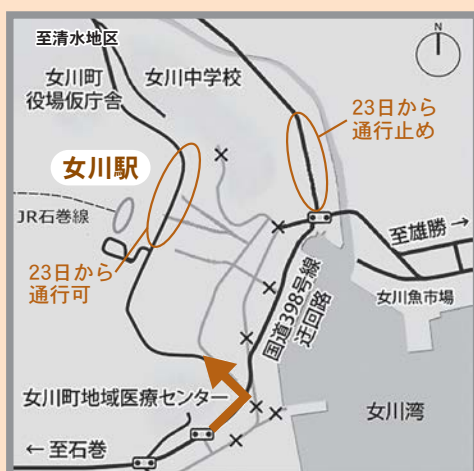 至清水地区
N
女川町
役場仮庁舎
女川中学校
23日から
通行止め
女川駅
JR石巻線
至雄勝→
23日から
通行可
国道398号線
迂回路
女川魚市場
女川町地域医療センター
女川湾
←至石巻